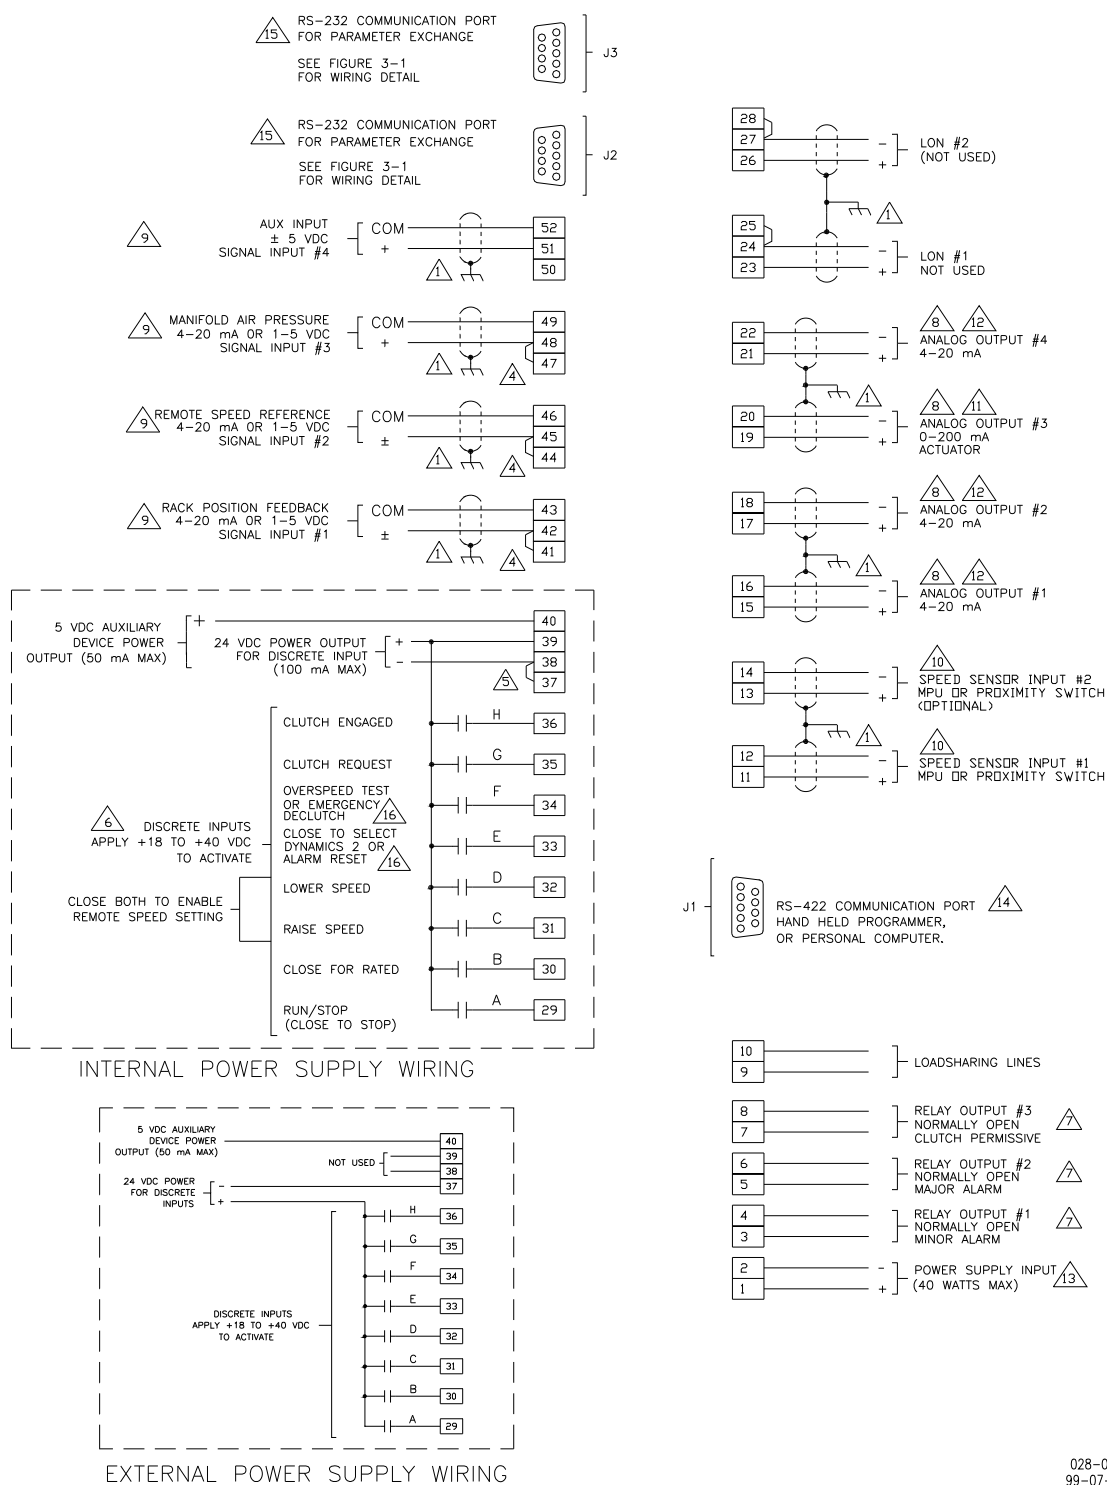 15
RS-232 COMMUNICATION PORT
FOR PARAMETER EXCHANGE
SEE FIGURE 3-1
FOR WIRING DETAIL
J3
15
RS-232 COMMUNICATION PORT
FOR PARAMETER EXCHANGE
SEE FIGURE 3-1
FOR WIRING DETAIL
J2
9
AUX INPUT
± 5 VDC
SIGNAL INPUT #4
COM
+
1
52
51
50
9
MANIFOLD AIR PRESSURE
4-20 mA OR 1-5 VDC
SIGNAL INPUT #3
COM
+
1
4
49
48
47
9
REMOTE SPEED REFERENCE
4-20 mA OR 1-5 VDC
SIGNAL INPUT #2
COM
±
1
4
46
45
44
9
RACK POSITION FEEDBACK
4-20 mA OR 1-5 VDC
SIGNAL INPUT #1
COM
±
1
4
43
42
41
5 VDC AUXILIARY
DEVICE POWER
OUTPUT (50 mA MAX)
+
24 VDC POWER OUTPUT
FOR DISCRETE INPUT
(100 mA MAX)
+
-
5
40
39
38
37
CLUTCH ENGAGED
H
36
CLUTCH REQUEST
G
35
OVERSPEED TEST
OR EMERGENCY
DECLUTCH
16
F
34
CLOSE TO SELECT
DYNAMICS 2 OR
ALARM RESET
16
E
33
LOWER SPEED
D
32
RAISE SPEED
C
31
CLOSE FOR RATED
B
30
RUN/STOP
(CLOSE TO STOP)
A
29
6
DISCRETE INPUTS
APPLY +18 TO +40 VDC
TO ACTIVATE
CLOSE BOTH TO ENABLE
REMOTE SPEED SETTING
INTERNAL POWER SUPPLY WIRING
5 VDC AUXILIARY
DEVICE POWER
OUTPUT (50 mA MAX)
NOT USED
24 VDC POWER
FOR DISCRETE
INPUTS
-
+
40
39
38
37
H
36
G
35
F
34
E
33
D
32
C
31
B
30
A
29
DISCRETE INPUTS
APPLY +18 TO +40 VDC
TO ACTIVATE
EXTERNAL POWER SUPPLY WIRING
28
27
26
-
+
LON #2
(NOT USED)
1
25
24
23
-
+
LON #1
NOT USED
22
21
-
+
8
12
ANALOG OUTPUT #4
4-20 mA
1
20
19
-
+
8
11
ANALOG OUTPUT #3
0-200 mA
ACTUATOR
18
17
-
+
8
12
ANALOG OUTPUT #2
4-20 mA
1
16
15
-
+
8
12
ANALOG OUTPUT #1
4-20 mA
14
13
-
+
10
SPEED SENSOR INPUT #2
MPU OR PROXIMITY SWITCH
(OPTIONAL)
1
12
11
-
+
10
SPEED SENSOR INPUT #1
MPU OR PROXIMITY SWITCH
J1
RS-422 COMMUNICATION PORT
HAND HELD PROGRAMMER,
OR PERSONAL COMPUTER.
14
10
9
LOADSHARING LINES
8
7
RELAY OUTPUT #3
NORMALLY OPEN
CLUTCH PERMISSIVE
7
6
5
RELAY OUTPUT #2
NORMALLY OPEN
MAJOR ALARM
7
4
3
RELAY OUTPUT #1
NORMALLY OPEN
MINOR ALARM
7
2
1
-
+
POWER SUPPLY INPUT
(40 WATTS MAX)
13
028-0
99-07-